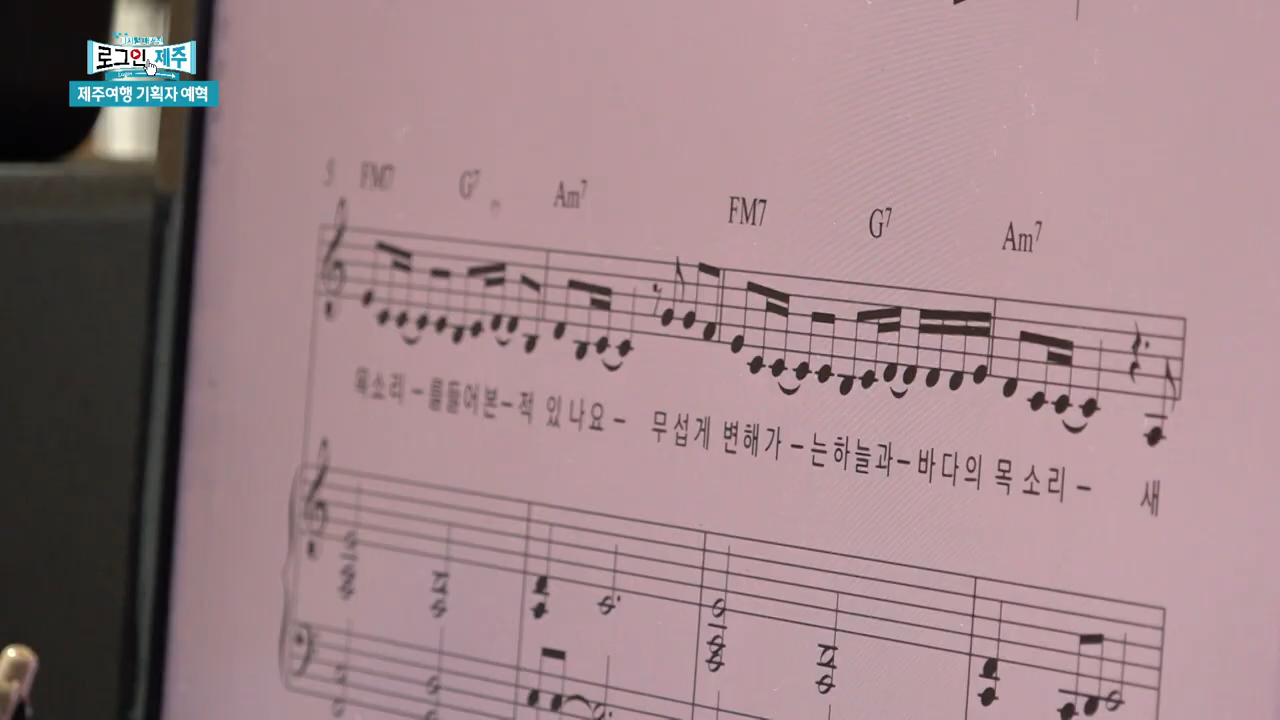 로그인 제주
제주여행 기획자 예혁
5 FM7 G7 Am7 FM7 G7 Am7
목소리 - 를들어본 - 적 있나요 - 무섭게 변해가 - 는하늘과 - 바다의 목소리 - 새